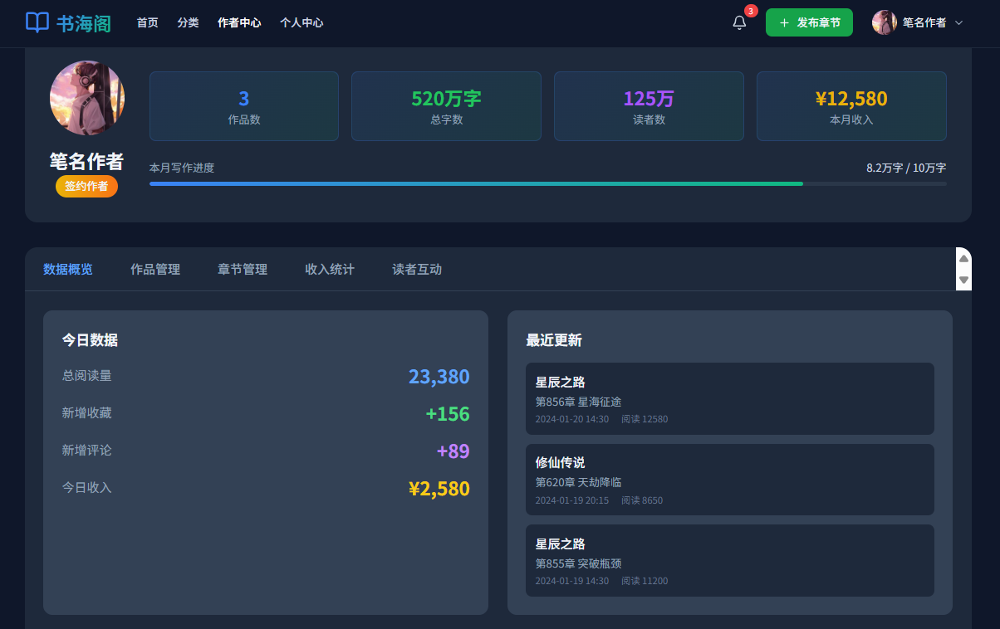 书海阁 首页 分类 作者中心 个人中心 3 + 发布章节 笔名作者
3 520万字 125万 ¥12,580
作品数 总字数 读者数 本月收入
笔名作者
签约作者
本月写作进度 8.2万字 / 10万字
数据概览 作品管理 章节管理 收入统计 读者互动
今日数据
总阅读量 23,380
新增收藏 +156
新增评论 +89
今日收入 ¥2,580
最近更新
星辰之路
第856章 星海征途
2024-01-20 14:30 阅读 12580
修仙传说
第620章 天劫降临
2024-01-19 20:15 阅读 8650
星辰之路
第855章 突破瓶颈
2024-01-19 14:30 阅读 11200